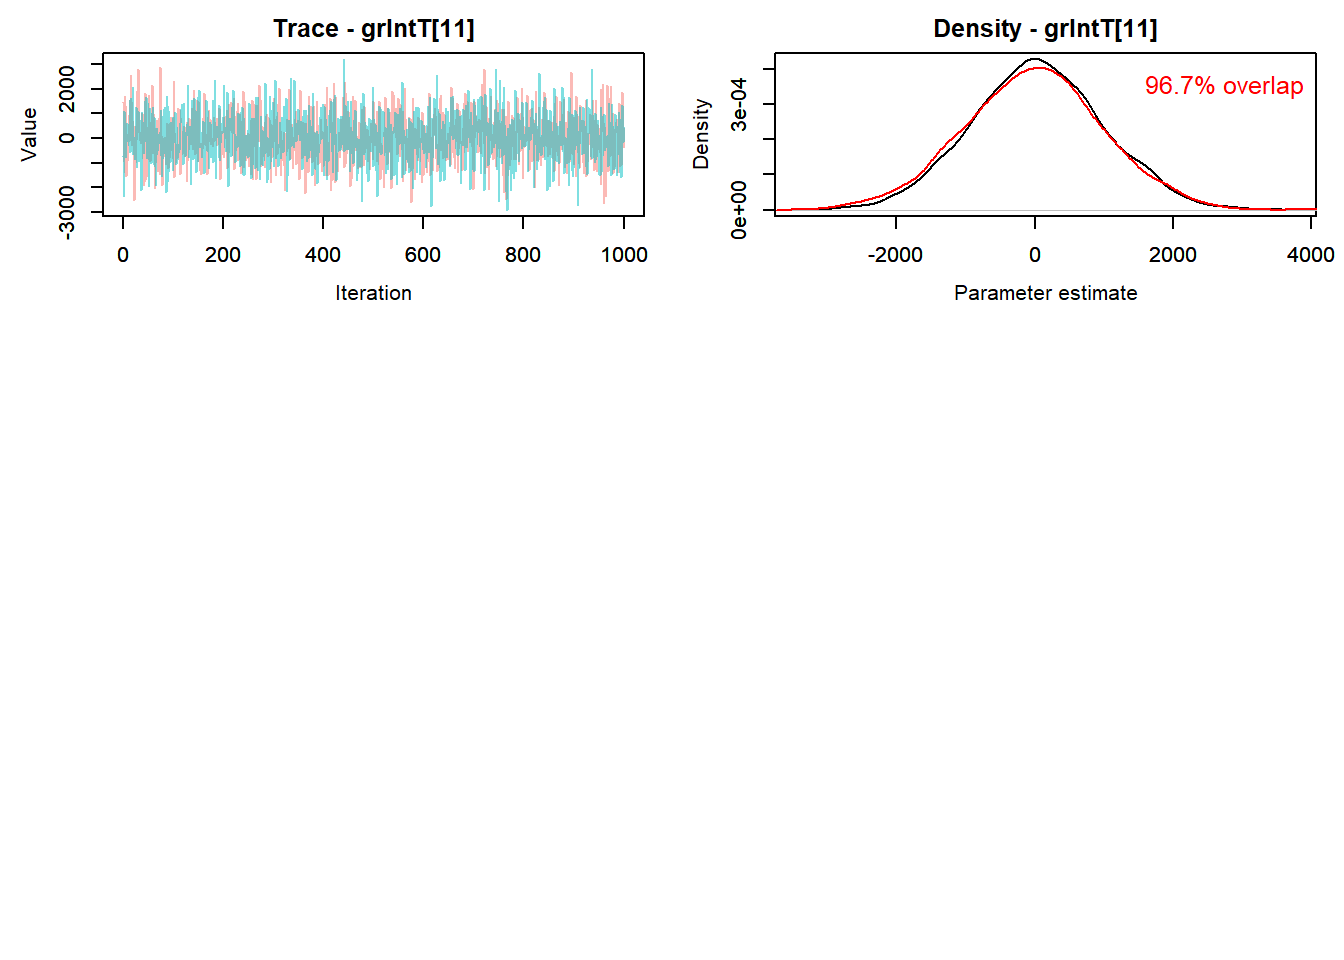 Trace - grIntT[11]
Value
2000
0
-3000
0
200
400
600
800
1000
Iteration
Density - grIntT[11]
96.7% overlap
Density
3e-04
0e+00
-2000
0
2000
4000
Parameter estimate